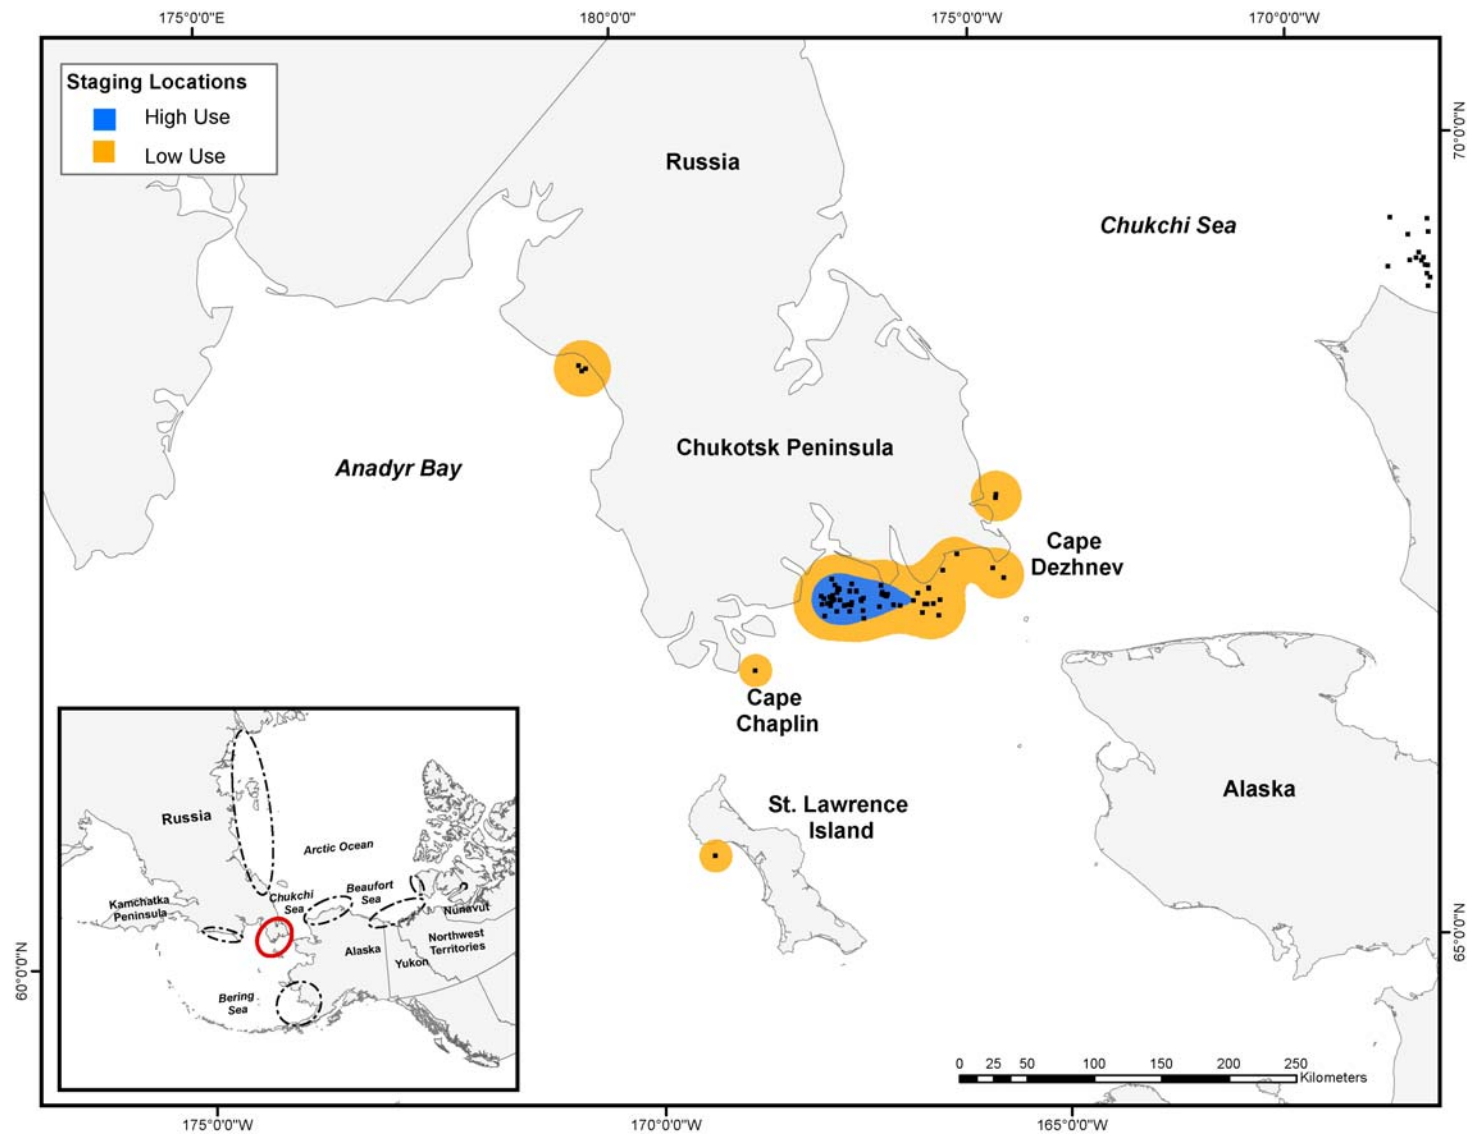 175°0'0"E
180°0'0"
175°0'0"W
170°0'0"W
Staging Locations
High Use
Low Use
Russia
Chukchi Sea
70°0'0"N
Chukotsk Peninsula
Anadyr Bay
Cape
Dezhnev
Cape
Chaplin
St. Lawrence
Island
Alaska
Russia
Arctic Ocean
Chukchi
Sea
Beaufort
Sea
Kamchatka
Peninsula
Nunavut
Northwest
Territories
Alaska
Yukon
Bering
Sea
60°0'0"N
65°0'0"N
0 25 50 100 150 200 250
Kilometers
175°0'0"W
170°0'0"W
165°0'0"W